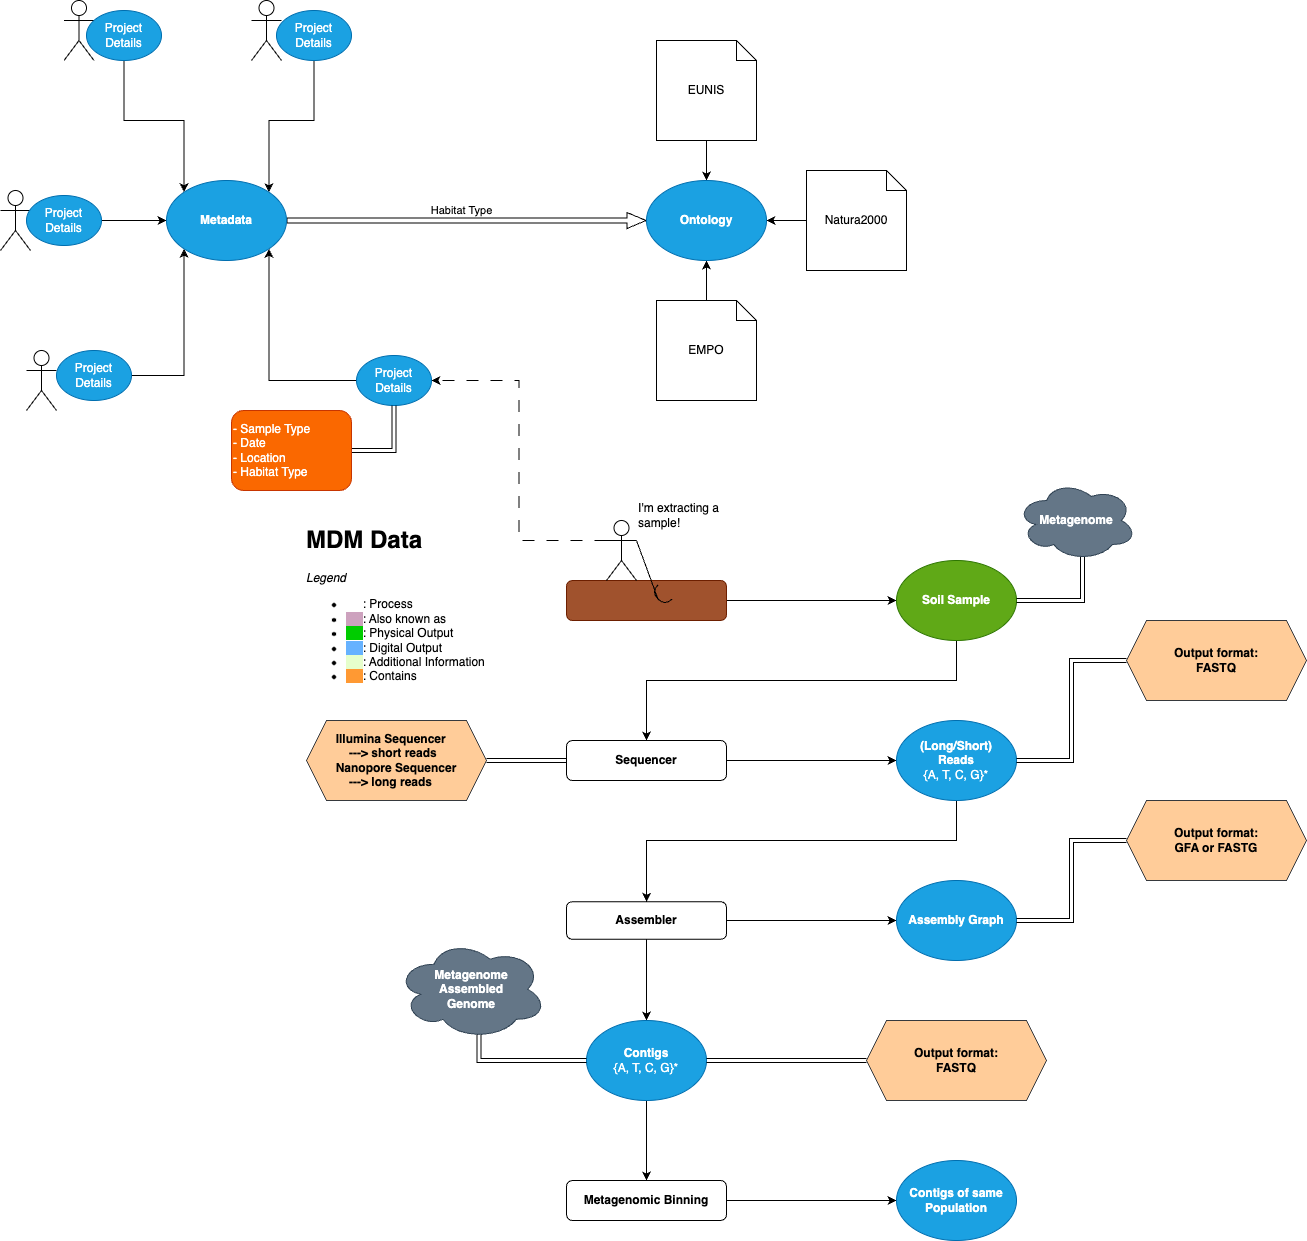 Project
Details
Project
Details
EUNIS
Project
Details
Metadata
Habitat Type
Ontology
Natura2000
EMPO
Project
Details
Project
Details
- Sample Type
- Date
- Location
- Habitat Type
I'm extracting a
sample!
Metagenome
MDM Data
Legend
: Process
: Also known as
: Physical Output
: Digital Output
: Additional Information
: Contains
Soil Sample
Output format:
FASTQ
Illumina Sequencer
---> short reads
Nanopore Sequencer
---> long reads
Sequencer
(Long/Short)
Reads
{A, T, C, G}*
Output format:
GFA or FASTG
Assembler
Assembly Graph
Metagenome
Assembled
Genome
Contigs
{A, T, C, G}*
Output format:
FASTQ
Metagenomic Binning
Contigs of same
Population